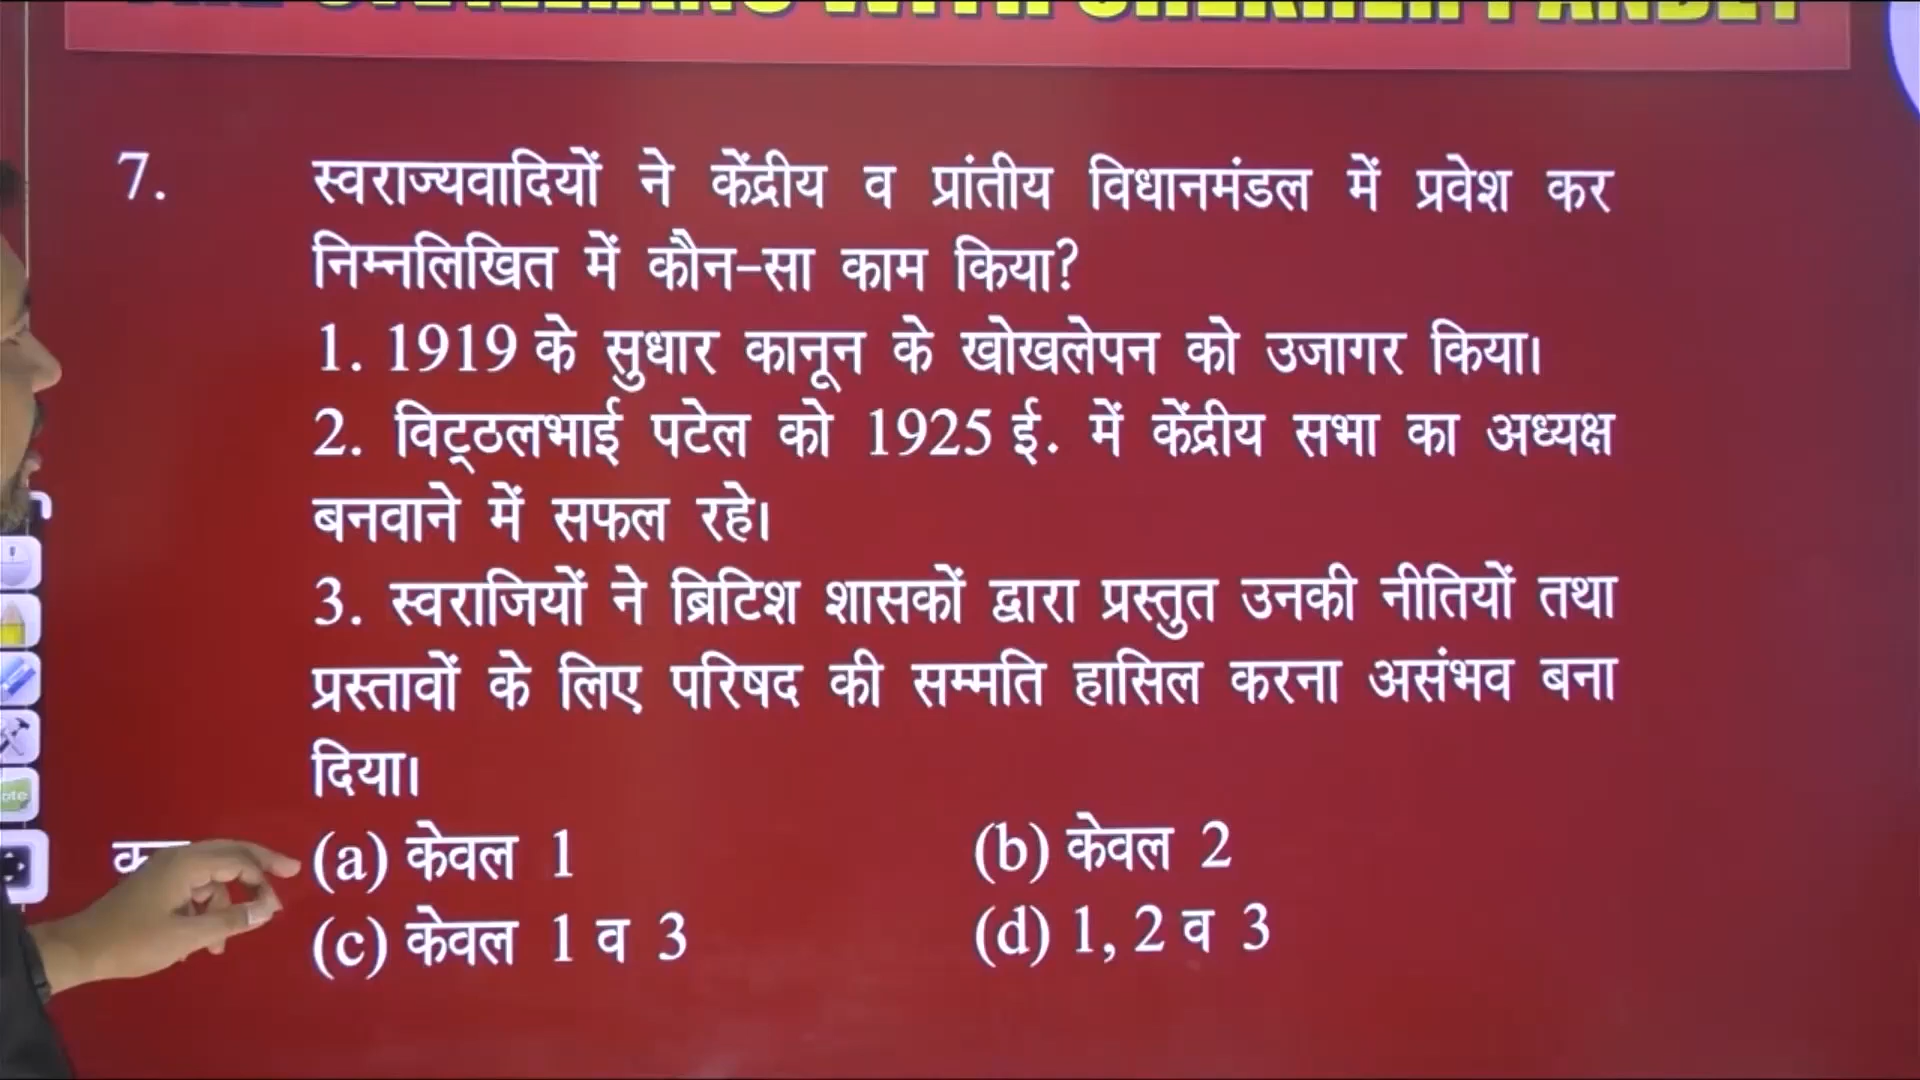 7. स्वराज्यवादियों ने केंद्रीय व प्रांतीय विधानमंडल में प्रवेश कर
निम्नलिखित में कौन-सा काम किया?
1. 1919 के सुधार कानून के खोखलेपन को उजागर किया।
2. विट्ठलभाई पटेल को 1925 ई. में केंद्रीय सभा का अध्यक्ष
बनवाने में सफल रहे।
3. स्वराजियों ने ब्रिटिश शासकों द्वारा प्रस्तुत उनकी नीतियों तथा
प्रस्तावों के लिए परिषद की सम्मति हासिल करना असंभव बना
दिया।
(a) केवल 1 (b) केवल 2
(c) केवल 1 व 3 (d) 1, 2 व 3